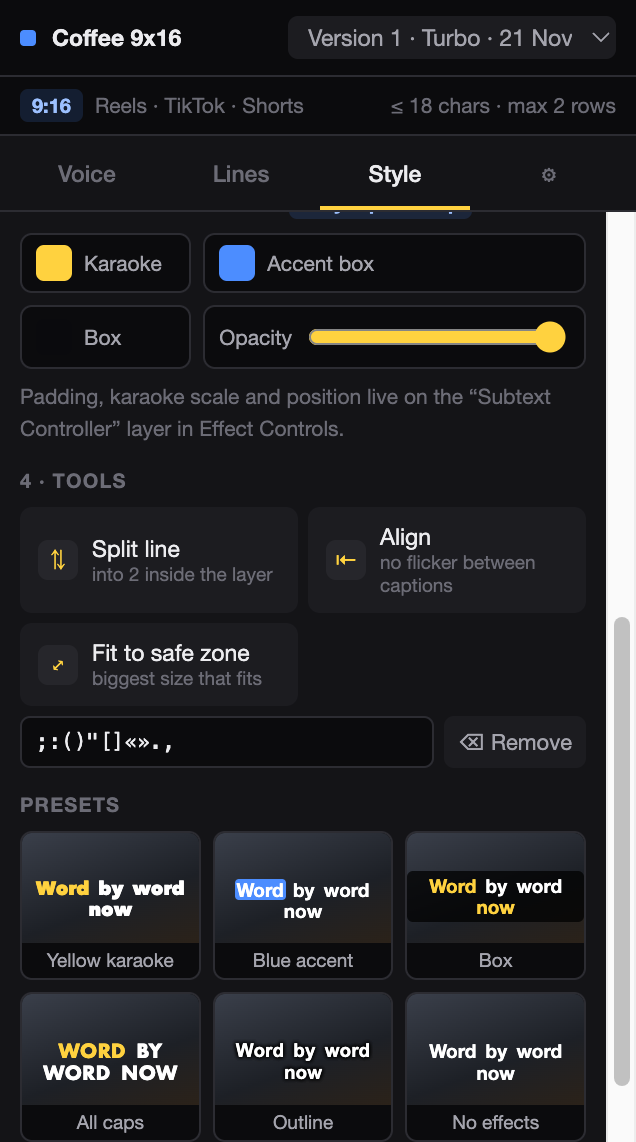 Coffee 9x16
Version 1 · Turbo · 21 Nov
9:16 Reels · TikTok · Shorts
≤ 18 chars · max 2 rows
Voice
Lines
Style
⚙
Karaoke
Accent box
Box
Opacity
Padding, karaoke scale and position live on the “Subtext
Controller” layer in Effect Controls.
4 · TOOLS
Split line
into 2 inside the layer
Align
no flicker between
captions
Fit to safe zone
biggest size that fits
;:()"[]«».,
⌫ Remove
PRESETS
Word by word
now
Yellow karaoke
Word by word
now
Blue accent
Word by word
now
Box
WORD BY
WORD NOW
All caps
Word by word
now
Outline
Word by word
now
No effects